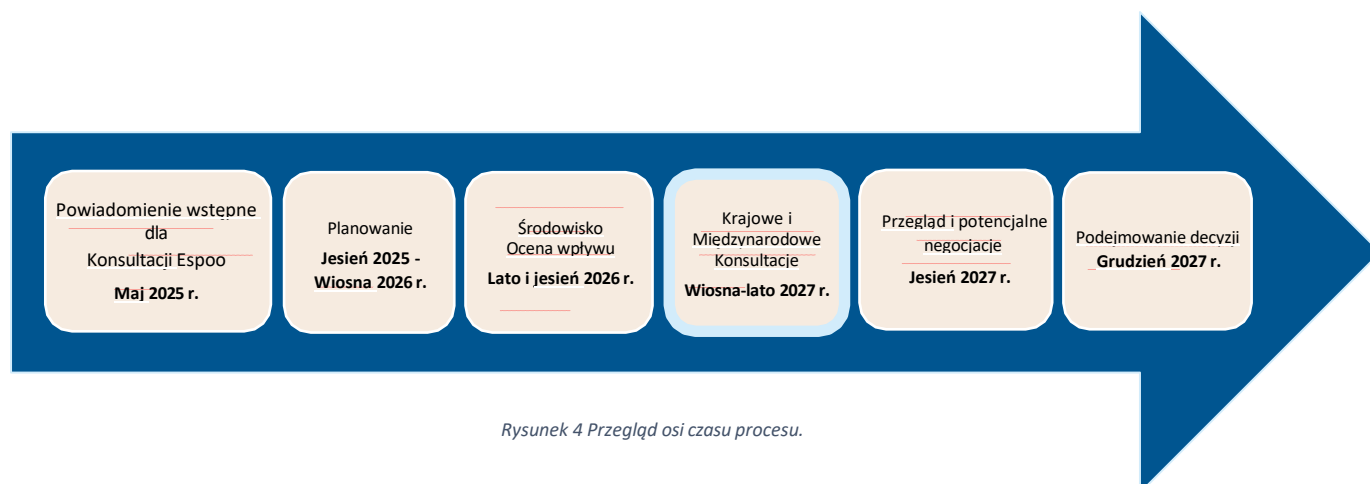 Powiadomienie wstępne
dla
Konsultacji Espoo
Maj 2025 r.
Planowanie
Jesień 2025 -
Wiosna 2026 r.
Środowisko
Ocena wpływu
Lato i jesień 2026 r.
Krajowe i
Międzynarodowe
Konsultacje
Wiosna-lato 2027 r.
Przegląd i potencjalne
negocjacje
Jesień 2027 r.
Podejmowanie decyzji
Grudzień 2027 r.
Rysunek 4 Przegląd osi czasu procesu.